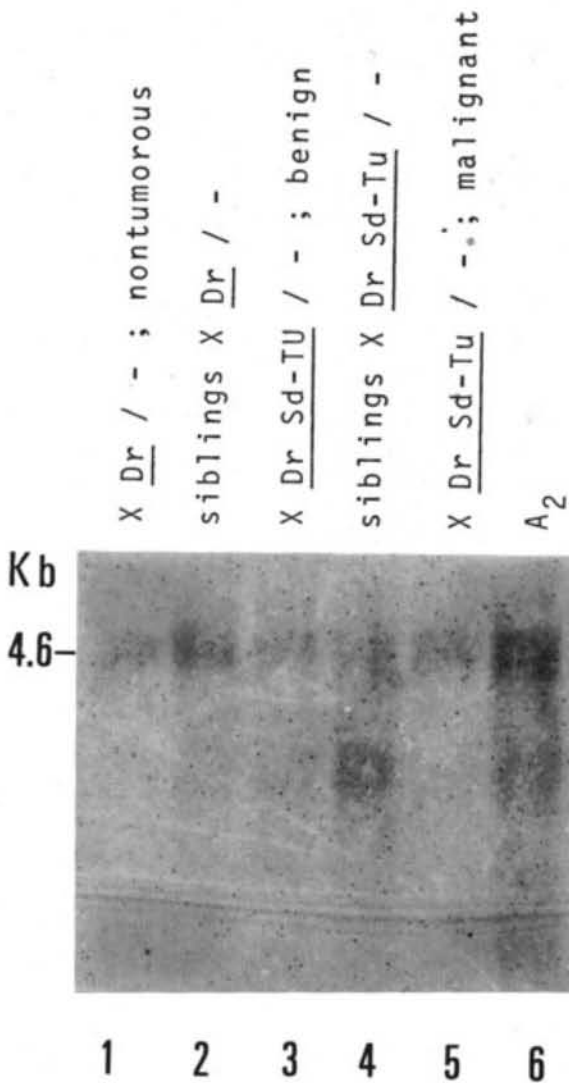 X Dr / - ; nontumorous
siblings X Dr / -
X Dr Sd-TU / - ; benign
siblings X Dr Sd-Tu / -
X Dr Sd-Tu / - ; malignant
A2
Kb
4.6-
1 2 3 4 5 6